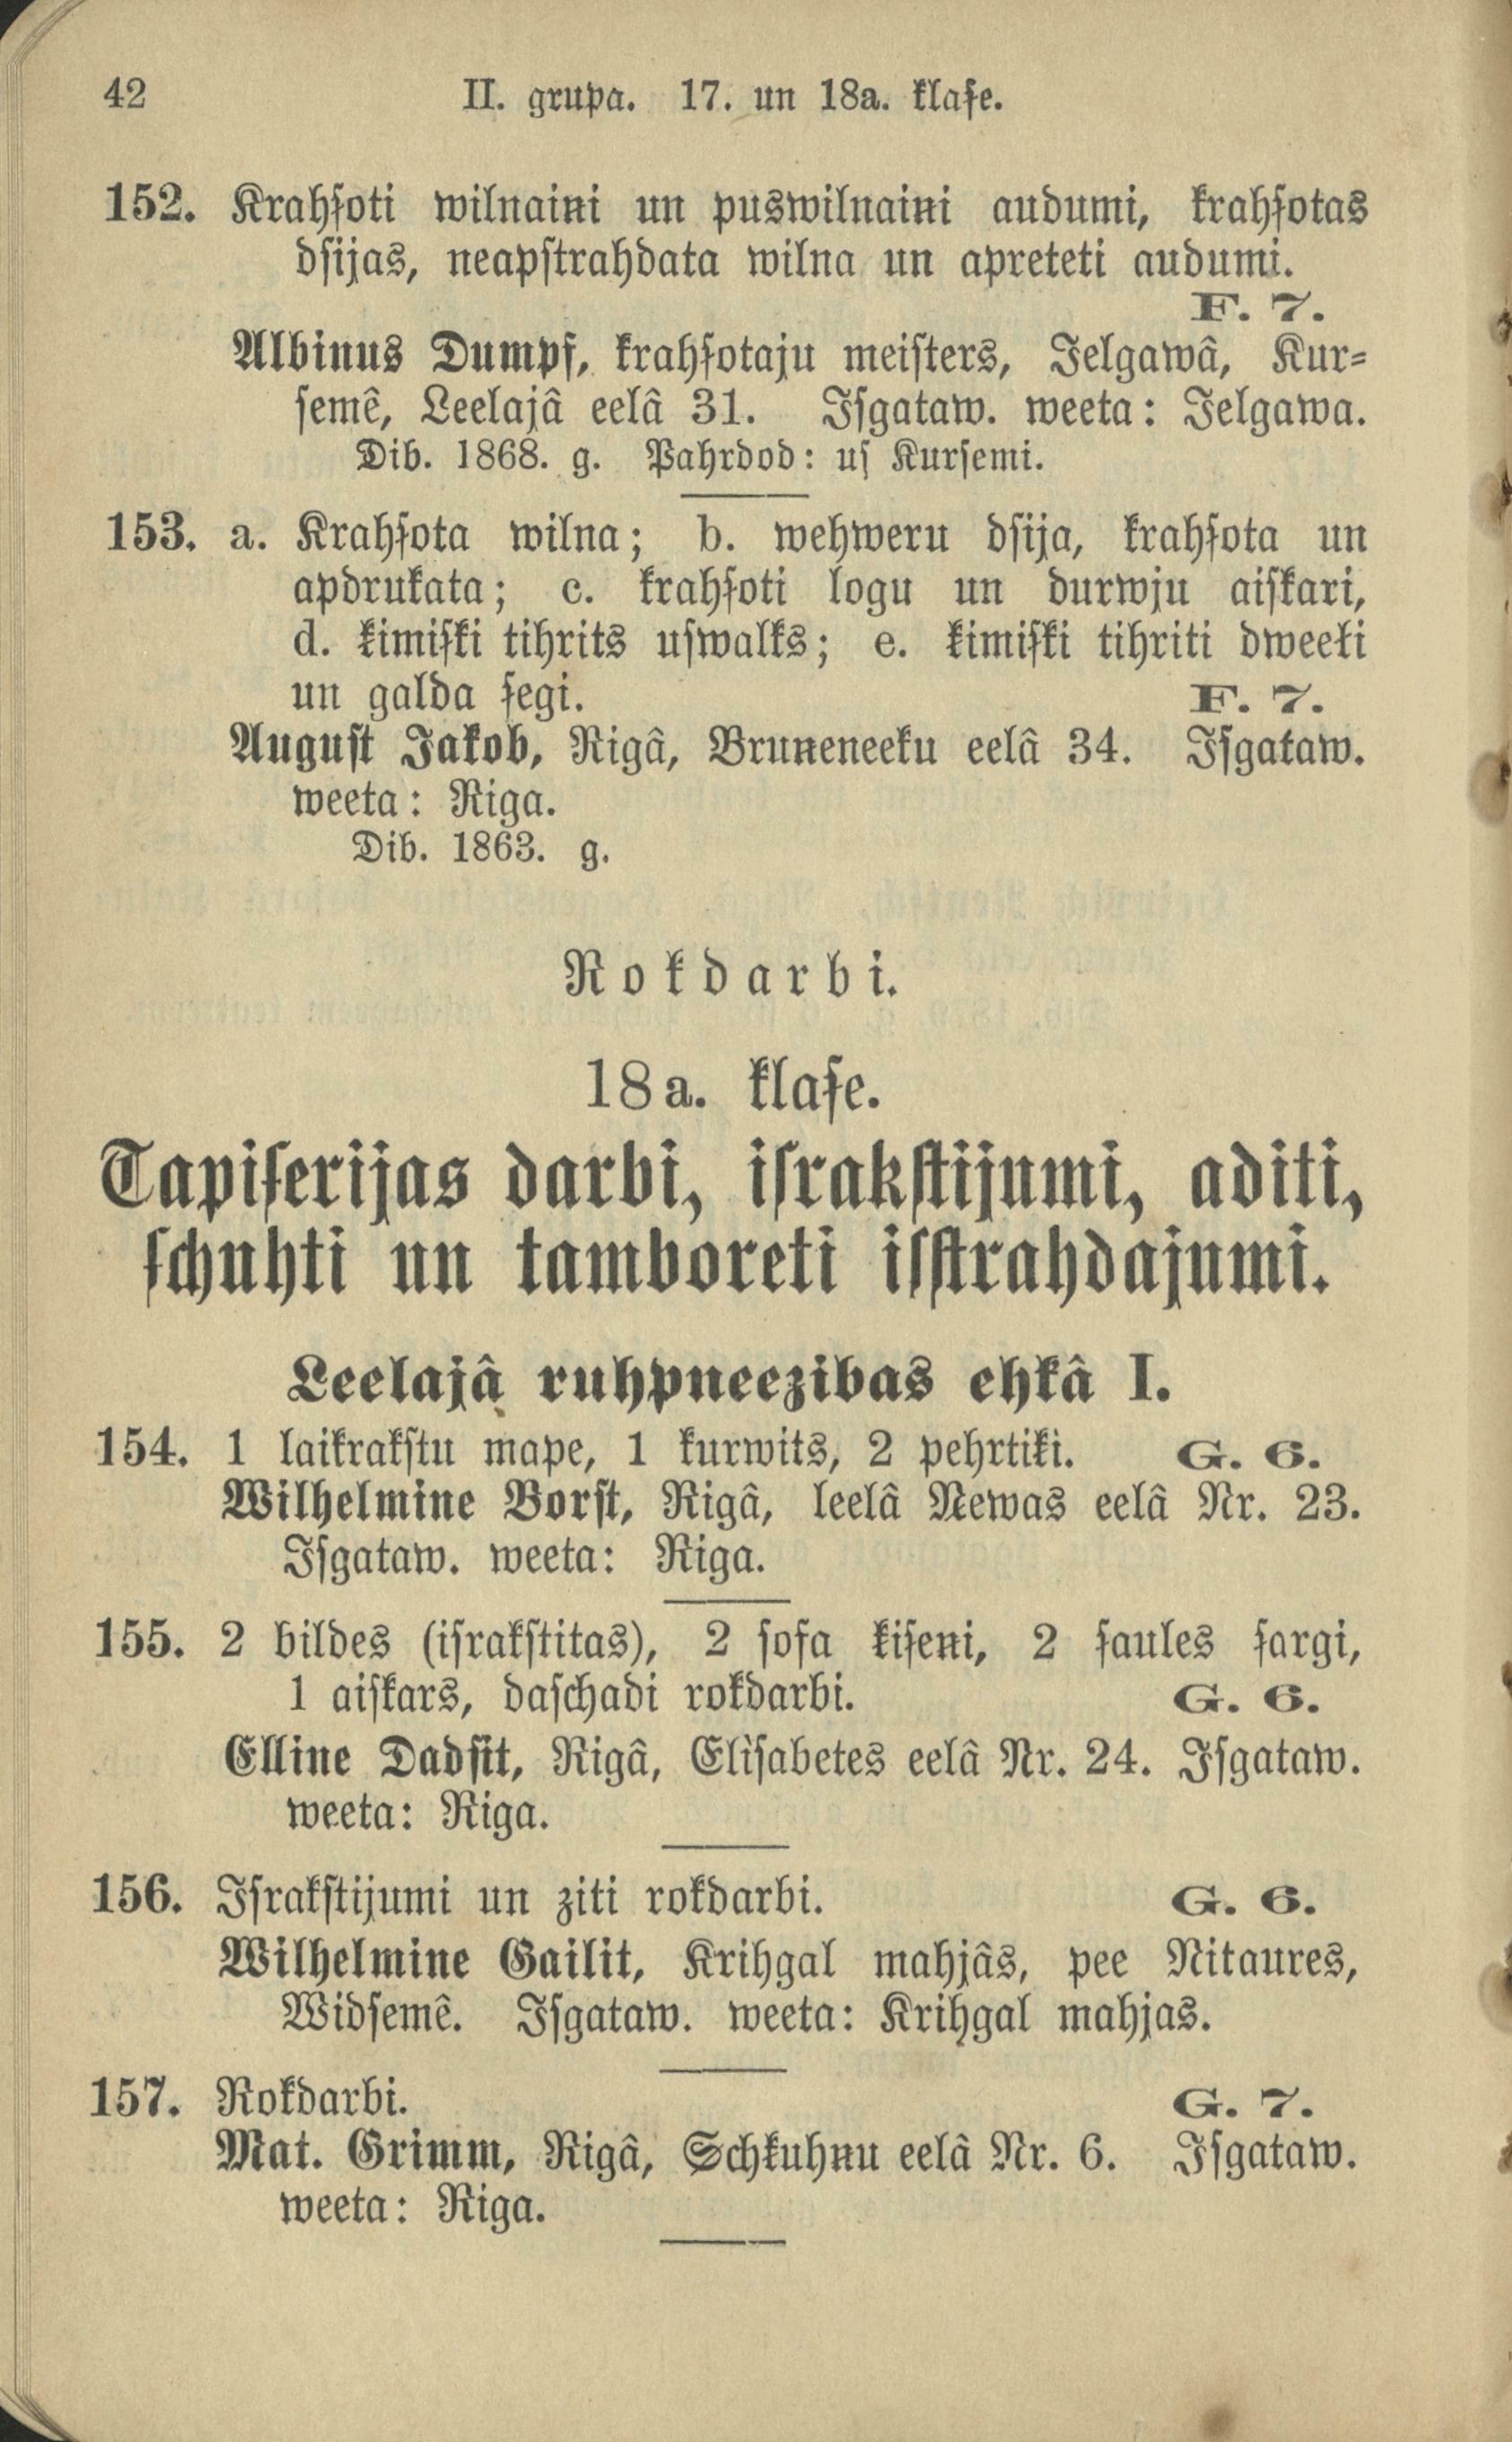 42 II. grupa. 17. un 18a. klaſe.
152. Krahſoti wilnaiņi un puswilnaiņi audumi, krahſotas
dſijas, neapſtrahdata wilna un apreteti audumi.
F. 7.
Albinus Dumpf, krahſotaju meiſters, Jelgawâ, Kur-
ſemê, Leelajâ eelâ 31. Iſgataw. weeta: Jelgawa.
Dib. 1868. g. Pahrdod: uſ Kurſemi.
153. a. Krahſota wilna; b. wehweru dſija, krahſota un
apdrukata; c. krahſoti logu un durwju aiſkari,
d. kimiſki tihrits uſwalks; e. kimiſki tihriti dweeļi
un galda ſegi. F. 7.
August Jakob, Rigâ, Bruņeneeku eelâ 34. Iſgataw.
weeta: Riga.
Dib. 1863. g.
Rokdarbi.
18a. klaſe.
Tapiſerijas darbi, iſrakſtijumi, aditi,
ſchuhti un tamboreti iſſtrahdajumi.
Leelajâ ruhpneezibas ehkâ I.
154. 1 laikrakſtu mape, 1 kurwits, 2 pehrtiķi. G. 6.
Wilhelmine Borſt, Rigâ, leelâ Ņewas eelâ Nr. 23.
Iſgataw. weeta: Riga.
155. 2 bildes (iſrakſtitas), 2 ſofa kiſeņi, 2 ſaules ſargi,
1 aiſkars, daſchadi rokdarbi. G. 6.
Elline Dadſit, Rigâ, Eliſabetes eelâ Nr. 24. Iſgataw.
weeta: Riga.
156. Iſrakſtijumi un ziti rokdarbi. G. 6.
Wilhelmine Gailit, Krihgal mahjâs, pee Nitaures,
Widſemê. Iſgataw. weeta: Krihgal mahjas.
157. Rokdarbi. G. 7.
Mat. Grimm, Rigâ, Schkuhņu eelâ Nr. 6. Iſgataw.
weeta: Riga.